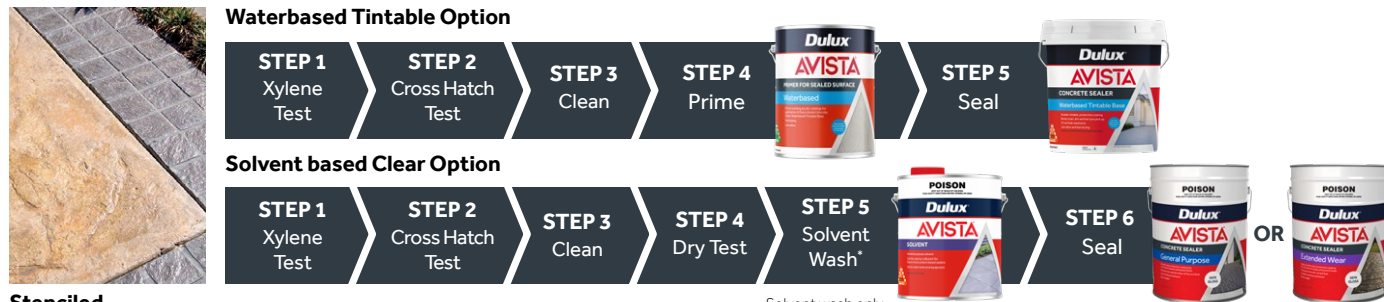 Waterbased Tintable Option
STEP 1
Xylene
Test
STEP 2
Cross Hatch
Test
STEP 3
Clean
STEP 4
Prime
Dulux
AVISTA
PRIMER FOR SEALED SURFACE
Waterbased
STEP 5
Seal
Dulux
AVISTA
CONCRETE SEALER
Waterbased Tintable Base
Solvent based Clear Option
STEP 1
Xylene
Test
STEP 2
Cross Hatch
Test
STEP 3
Clean
STEP 4
Dry Test
STEP 5
Solvent
Wash*
POISON
Dulux
AVISTA
SOLVENT
STEP 6
Seal
POISON
Dulux
AVISTA
CONCRETE SEALER
General Purpose
OR
POISON
Dulux
AVISTA
CONCRETE SEALER
Extended Wear
Stenciled
Solvent wash only